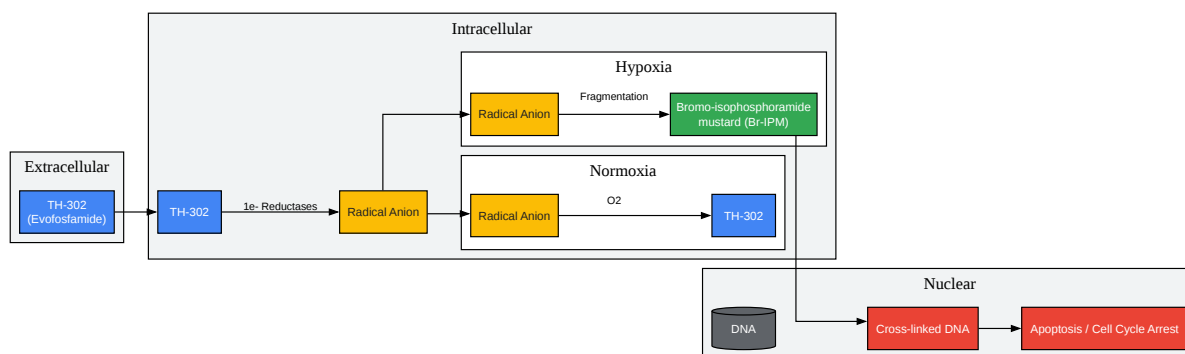 Intracellular
Hypoxia
Radical Anion
Fragmentation
Bromo-isophosphoramide
mustard (Br-IPM)
Extracellular
TH-302
(Evofosfamide)
TH-302
1e- Reductases
Radical Anion
Normoxia
Radical Anion
O2
TH-302
Nuclear
DNA
Cross-linked DNA
Apoptosis / Cell Cycle Arrest